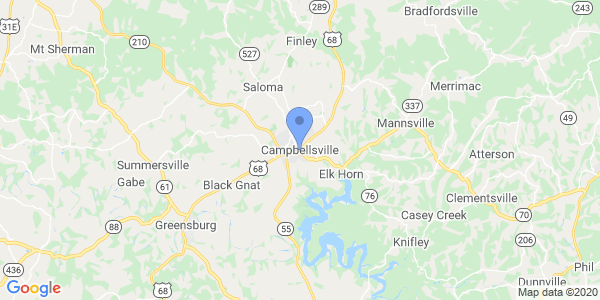 289
Bradfordsville
243
31E
68
Mt Sherman
210
Finley
527
Saloma
Merrimac
337
49
Mannsville
Campbellsville
Atterson
Summersville
68
Elk Horn
Gabe
61
Black Gnat
76
Clementsville
Casey Creek
70
88
Greensburg
55
Knifley
206
436
Phil
68
Dunnville
Google
Map data ©2020